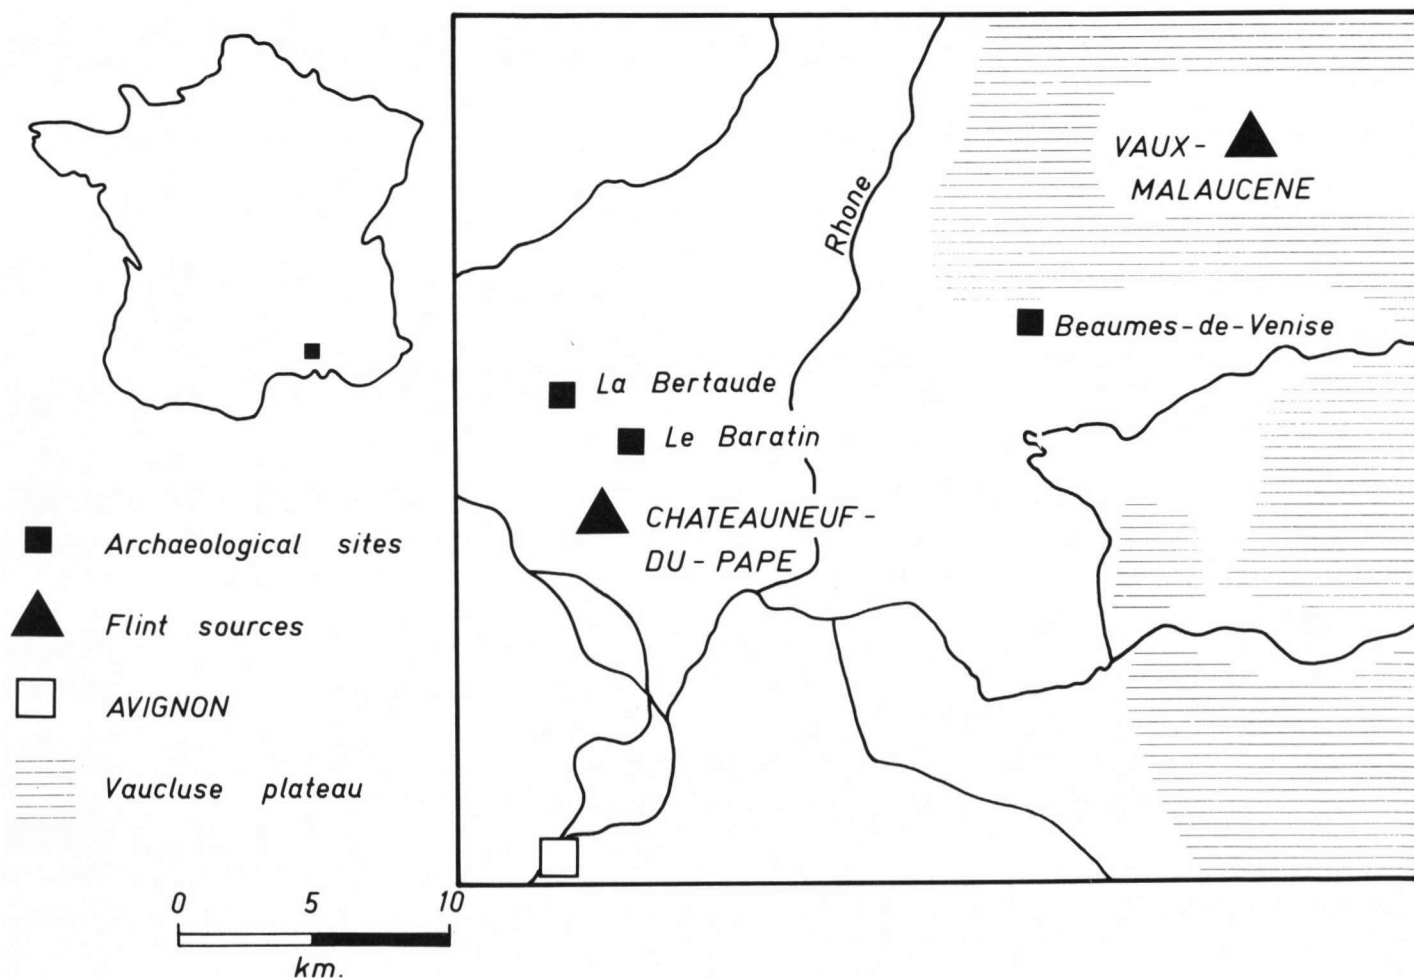 VAUX-
MALAUCENE
Rhone
Beaumes-de-Venise
La Bertaude
Le Baratin
CHATEAUNEUF-
DU-PAPE
Archaeological sites
Flint sources
AVIGNON
Vaucluse plateau
0 5 10
km.